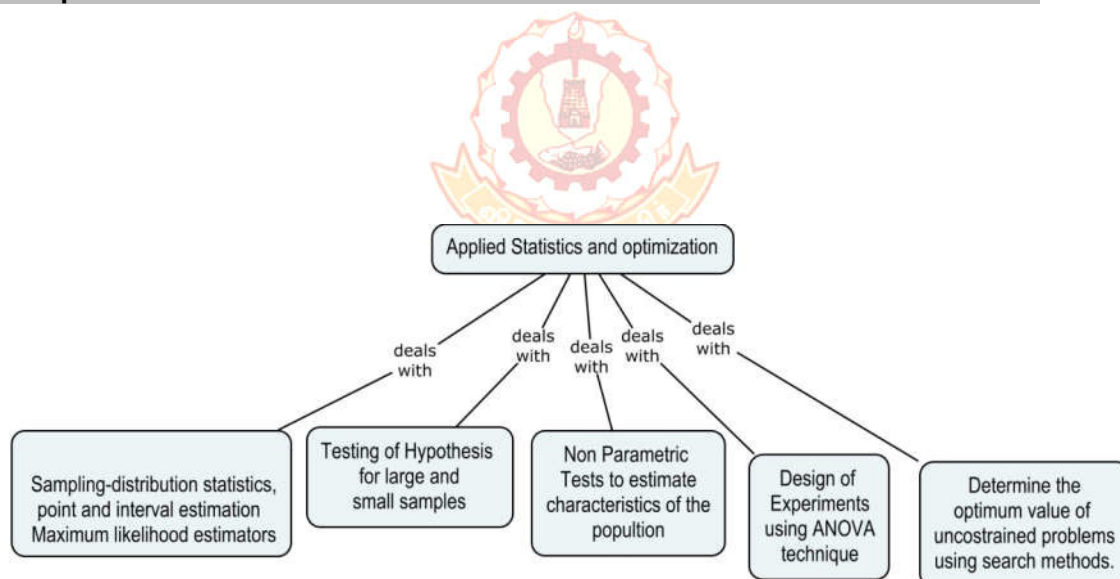 Applied Statistics and optimization
deals
with
deals
with
deals
with
deals
with
deals
with
Sampling-distribution statistics,
point and interval estimation
Maximum likelihood estimators
Testing of Hypothesis
for large and
small samples
Non Parametric
Tests to estimate
characteristics of the
popultion
Design of
Experiments
using ANOVA
technique
Determine the
optimum value of
uncostrained problems
using search methods.